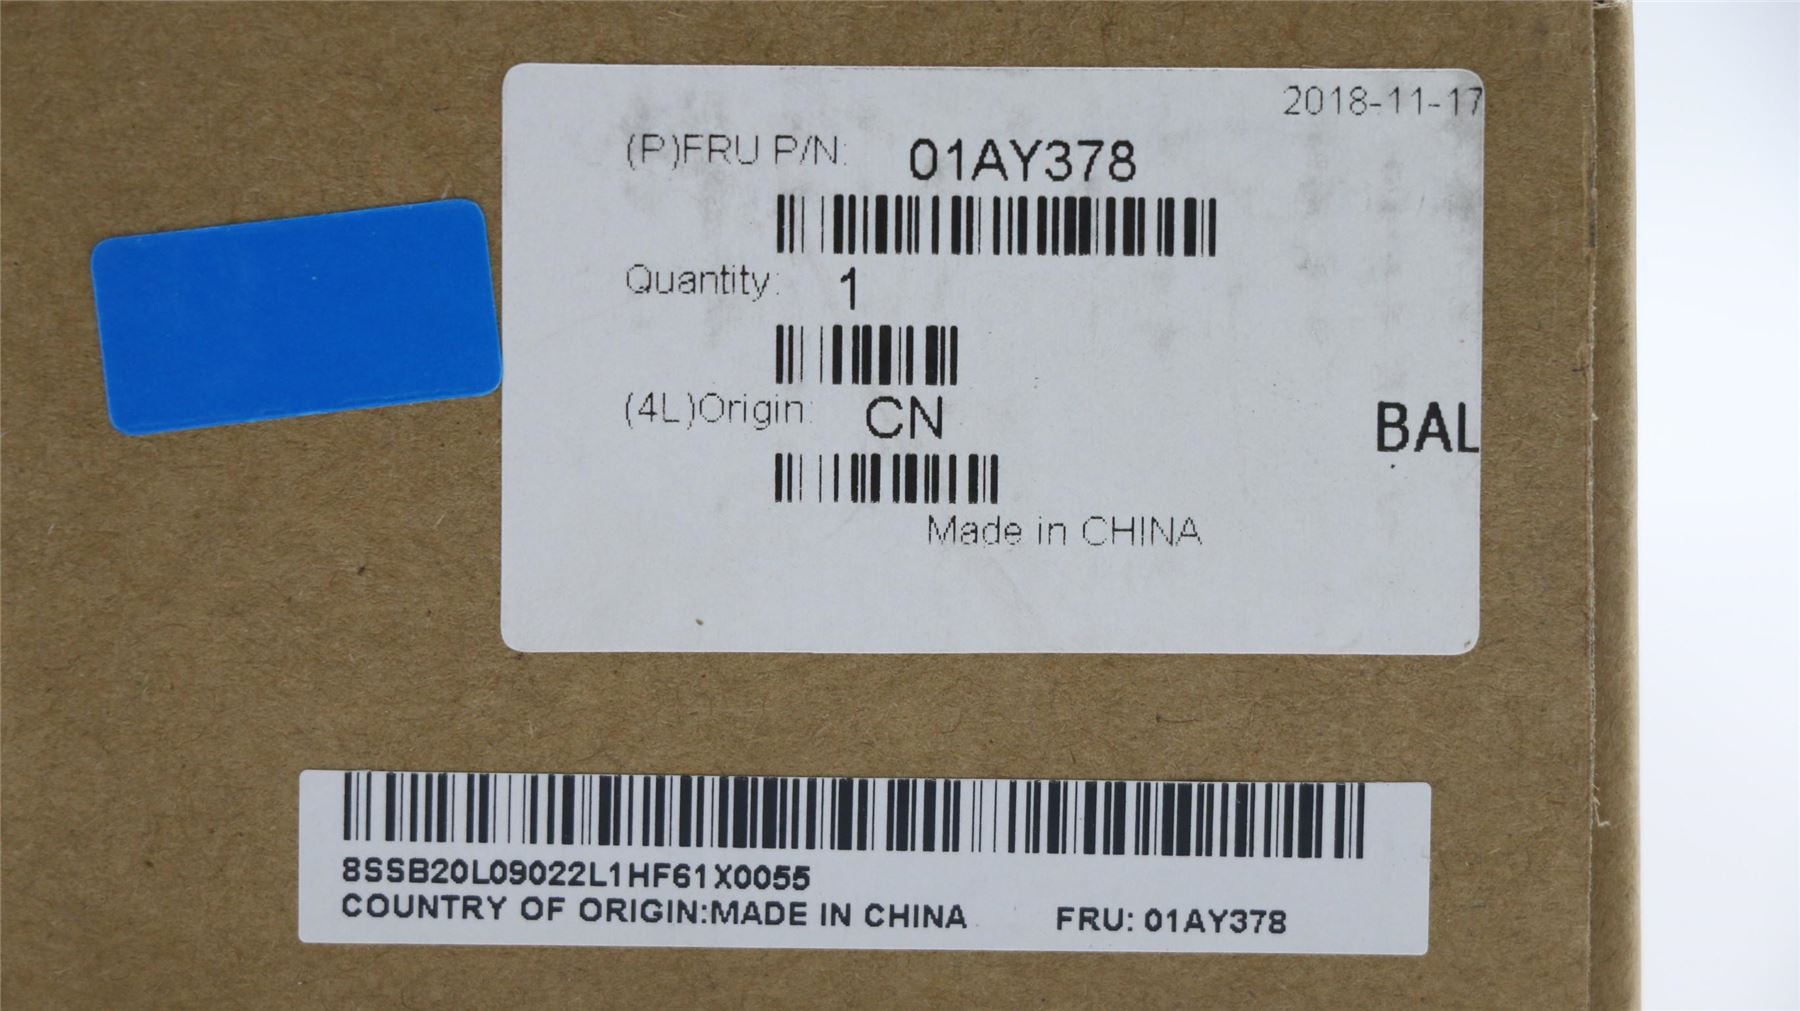 2018-11-17
(P)FRU P/N: 01AY378
Quantity: 1
(4L)Origin: CN
BAL
Made in CHINA
8SSB20L09022L1HF61X0055
COUNTRY OF ORIGIN:MADE IN CHINA FRU: 01AY378